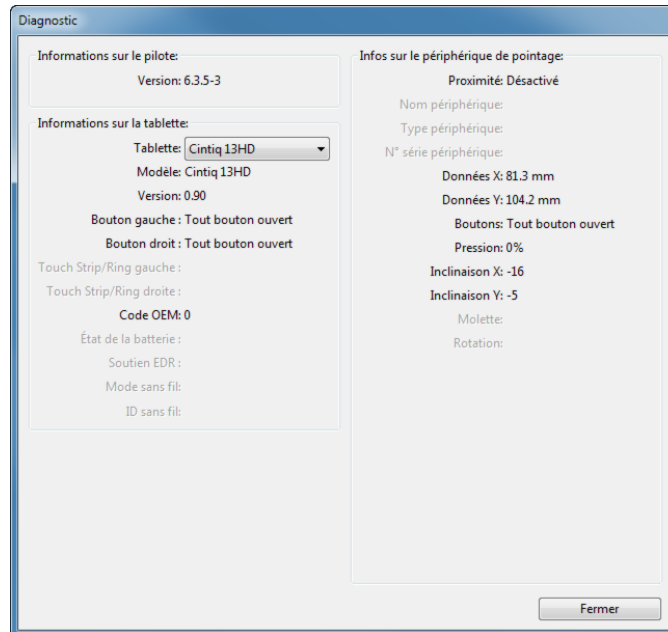 Diagnostic
Informations sur le pilote:
Version: 6.3.5-3
Informations sur la tablette:
Tablette: Cintiq 13HD
Modèle: Cintiq 13HD
Version: 0.90
Bouton gauche : Tout bouton ouvert
Bouton droit : Tout bouton ouvert
Touch Strip/Ring gauche :
Touch Strip/Ring droite :
Code OEM: 0
État de la batterie :
Soutien EDR :
Mode sans fil:
ID sans fil:
Infos sur le périphérique de pointage:
Proximité: Désactivé
Nom périphérique:
Type périphérique:
N° série périphérique:
Données X: 81.3 mm
Données Y: 104.2 mm
Boutons: Tout bouton ouvert
Pression: 0%
Inclinaison X: -16
Inclinaison Y: -5
Molette:
Rotation:
Fermer